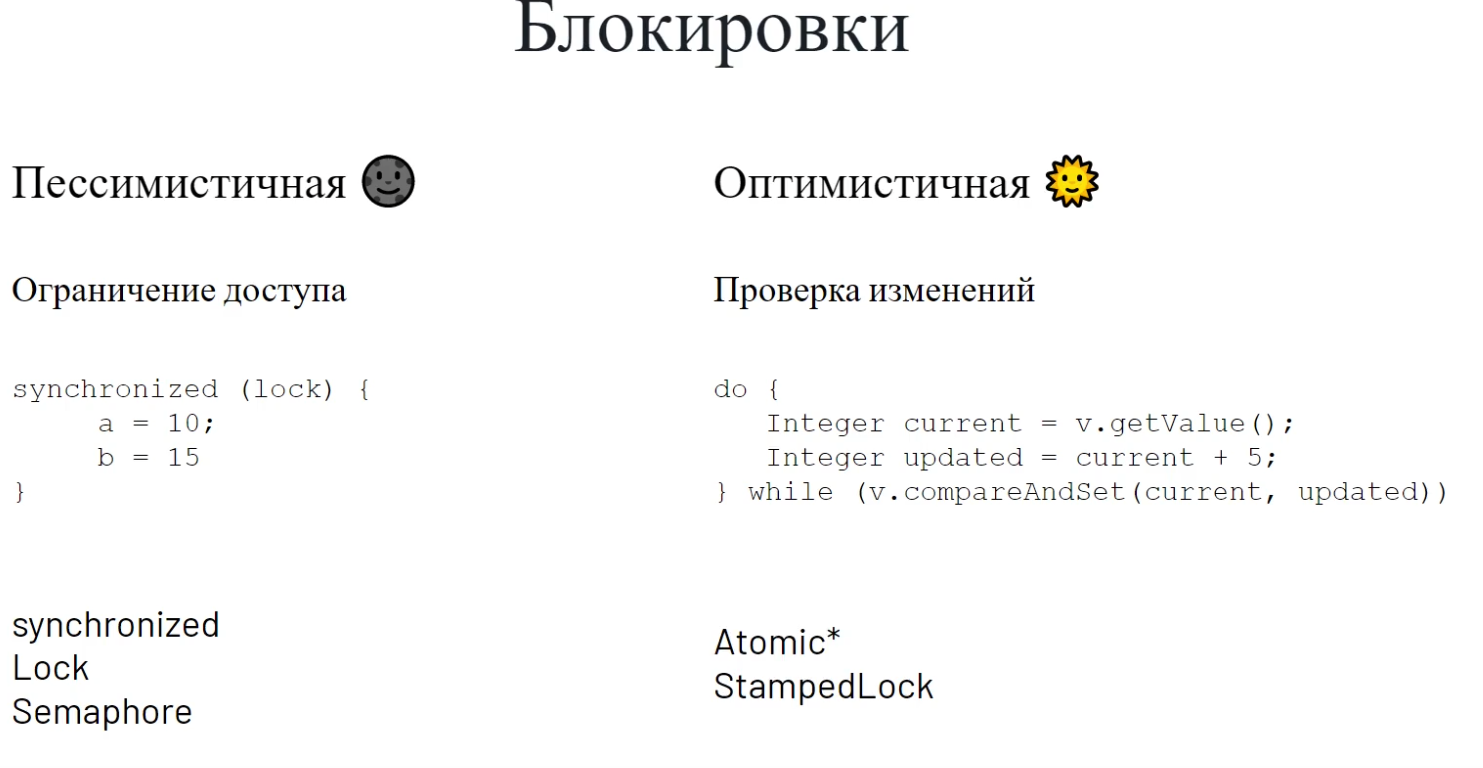 Блокировки
Пессимистичная
Ограничение доступа
synchronized (lock) {
a = 10;
b = 15
}
synchronized
Lock
Semaphore
Оптимистичная
Проверка изменений
do {
Integer current = v.getValue();
Integer updated = current + 5;
} while (v.compareAndSet(current, updated))
Atomic*
StampedLock